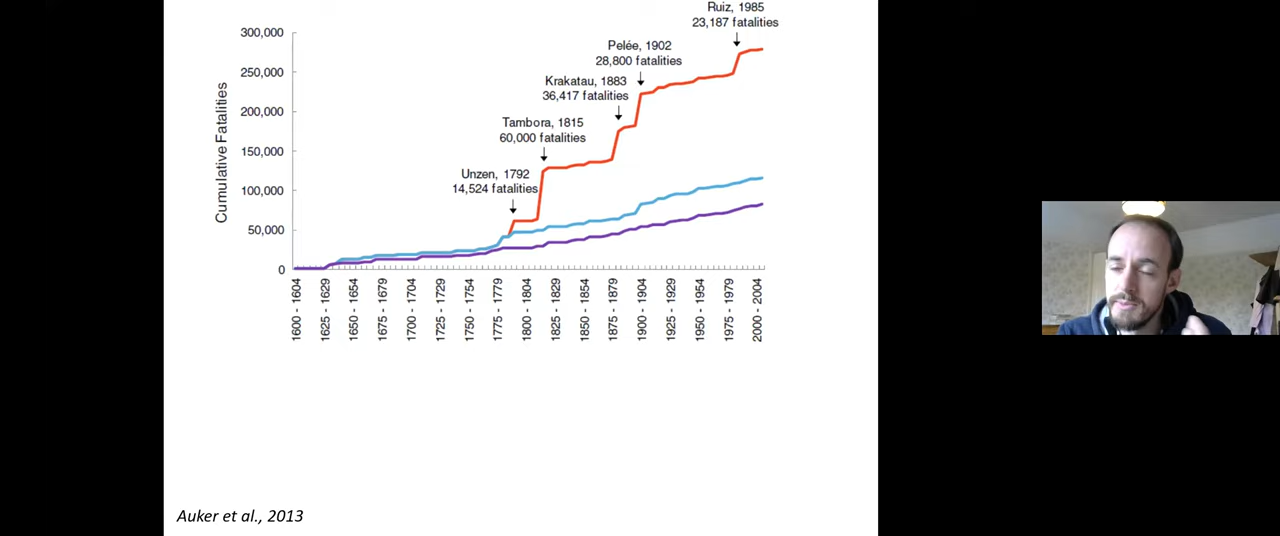 Ruiz, 1985
23,187 fatalities
Pelée, 1902
28,800 fatalities
Krakatau, 1883
36,417 fatalities
Tambora, 1815
60,000 fatalities
Unzen, 1792
14,524 fatalities
Cumulative Fatalities
300,000
250,000
200,000
150,000
100,000
50,000
0
1600 - 1604
1625 - 1629
1650 - 1654
1675 - 1679
1700 - 1704
1725 - 1729
1750 - 1754
1775 - 1779
1800 - 1804
1825 - 1829
1850 - 1854
1875 - 1879
1900 - 1904
1925 - 1929
1950 - 1954
1975 - 1979
2000 - 2004
Auker et al., 2013